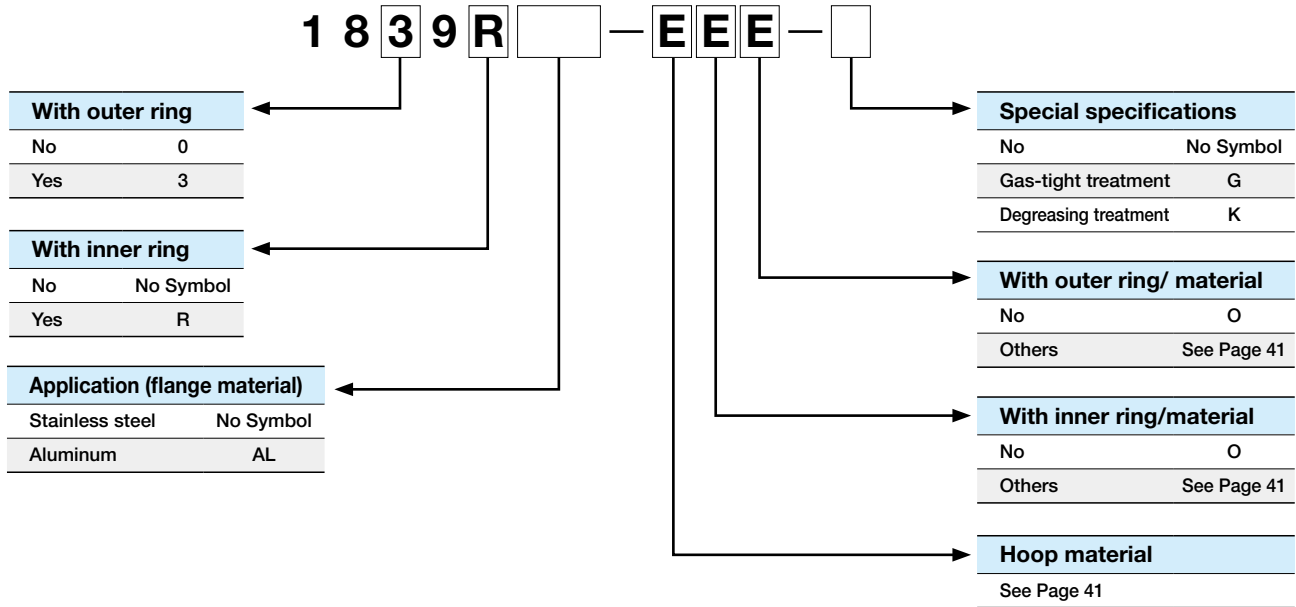 1 8 3 9 R — E E E —
With outer ring
No 0
Yes 3
With inner ring
No No Symbol
Yes R
Application (flange material)
Stainless steel No Symbol
Aluminum AL
Special specifications
No No Symbol
Gas-tight treatment G
Degreasing treatment K
With outer ring/ material
No O
Others See Page 41
With inner ring/material
No O
Others See Page 41
Hoop material
See Page 41